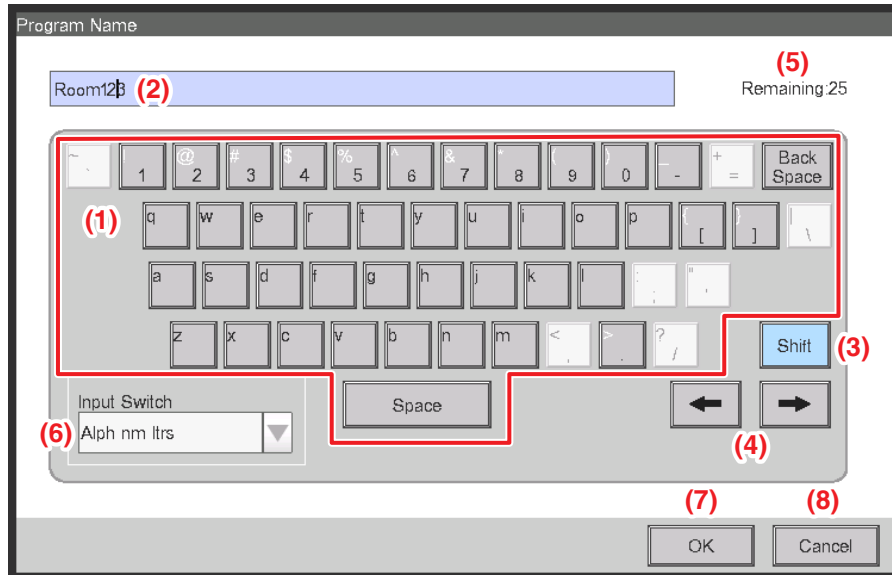 Program Name
(5)
Room123 (2) Remaining:25
~ ` ! 1 @ 2 # 3 $ 4 % 5 ^ 6 & 7 * 8 ( 9 ) 0 _ - + = Back Space
(1) q w e r t y u i o p { [ } ] | \
a s d f g h j k l : ; " '
z x c v b n m < , > . ? / Shift (3)
Input Switch
Space
(6) Alph nm ltrs
(4)
(7) (8)
OK Cancel